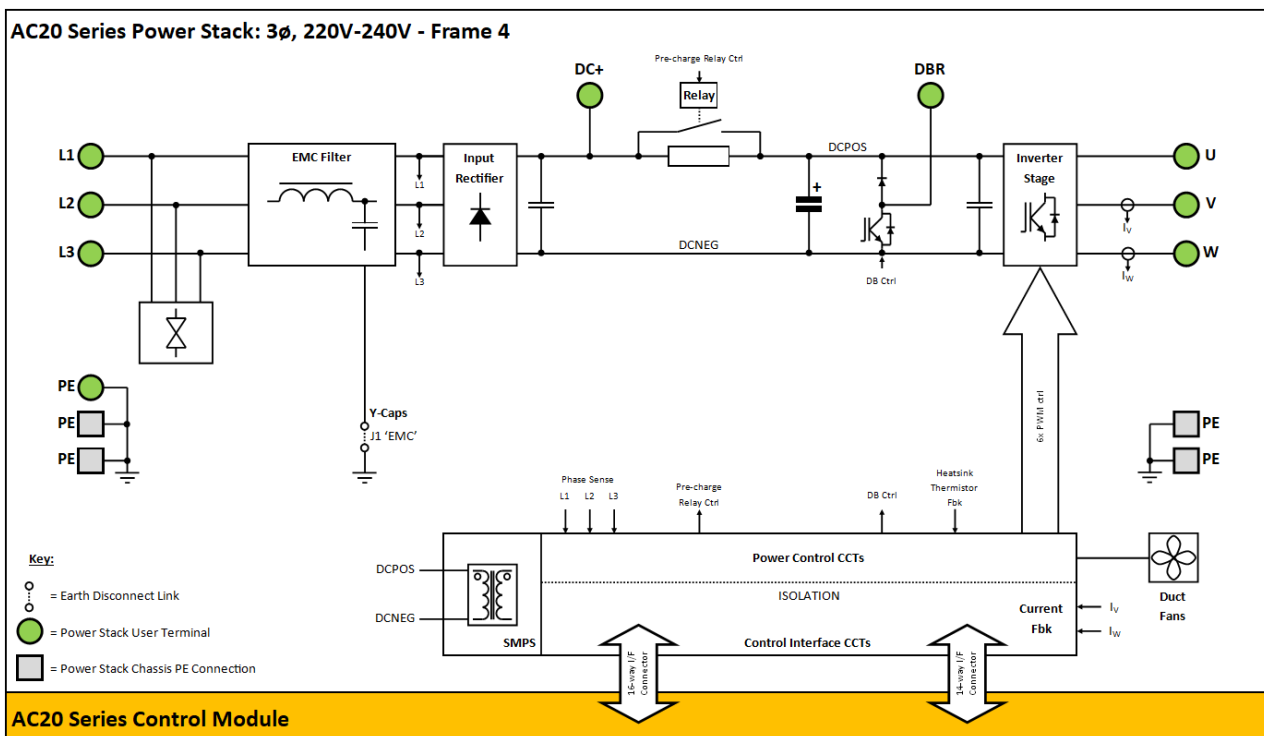 AC20 Series Power Stack: 3ø, 220V-240V - Frame 4
Pre-charge Relay Ctrl
DC+
DBR
Relay
L1
EMC Filter
L1
Input
Rectifier
DCPOS
Inverter
Stage
U
L2
L2
+
V
IV
L3
L3
DCNEG
DB Ctrl
W
IW
PE
PE
PE
Y-Caps
J1 'EMC'
6x PWM ctrl
PE
PE
Phase Sense
L1 L2 L3
Pre-charge
Relay Ctrl
DB Ctrl
Heatsink
Thermistor
Fbk
Key:
= Earth Disconnect Link
= Power Stack User Terminal
= Power Stack Chassis PE Connection
DCPOS
DCNEG
SMPS
Power Control CCTs
ISOLATION
Control Interface CCTs
Current
Fbk
IV
IW
Duct
Fans
16-way I/F
Connector
14-way I/F
Connector
AC20 Series Control Module